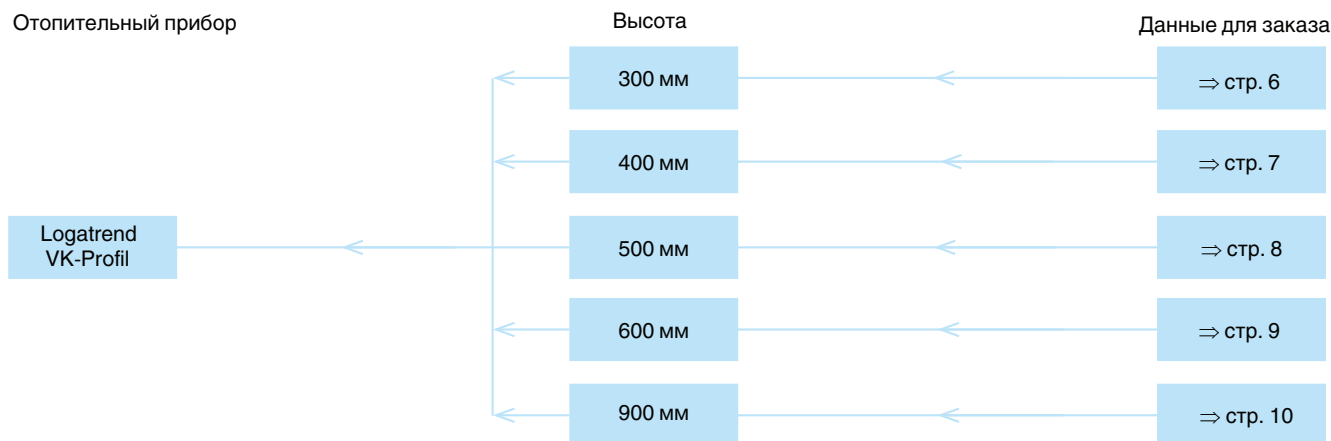 Отопительный прибор
Высота
Данные для заказа
300 мм
⇒ стр. 6
400 мм
⇒ стр. 7
Logatrend
VK-Profil
500 мм
⇒ стр. 8
600 мм
⇒ стр. 9
900 мм
⇒ стр. 10